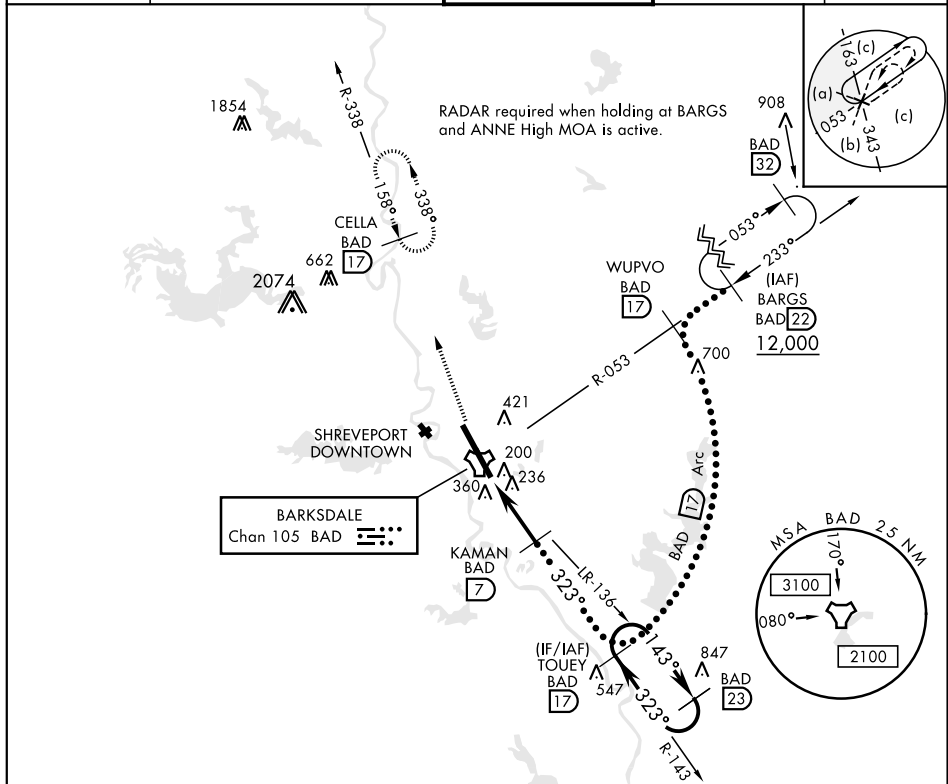 1854
R-338
RADAR required when holding at BARGS
and ANNE High MOA is active.
908
BAD
32
163
(c)
(a)
053
(b)
343
(c)
158°
338°
CELLA
BAD
17
662
2074
053°
233°
WUPVO
BAD
17
(IAF)
BARGS
BAD 22
12,000
R-053
700
421
SHREVEPORT
DOWNTOWN
200
236
360
BARKSDALE
Chan 105 BAD
BAD 17 Arc
KAMAN
BAD
7
LR-136
323°
(IF/IAF)
TOUEY
BAD
17
547
143°
847
BAD
23
323°
R-143
MSA BAD 25 NM
170°
3100
080°
2100